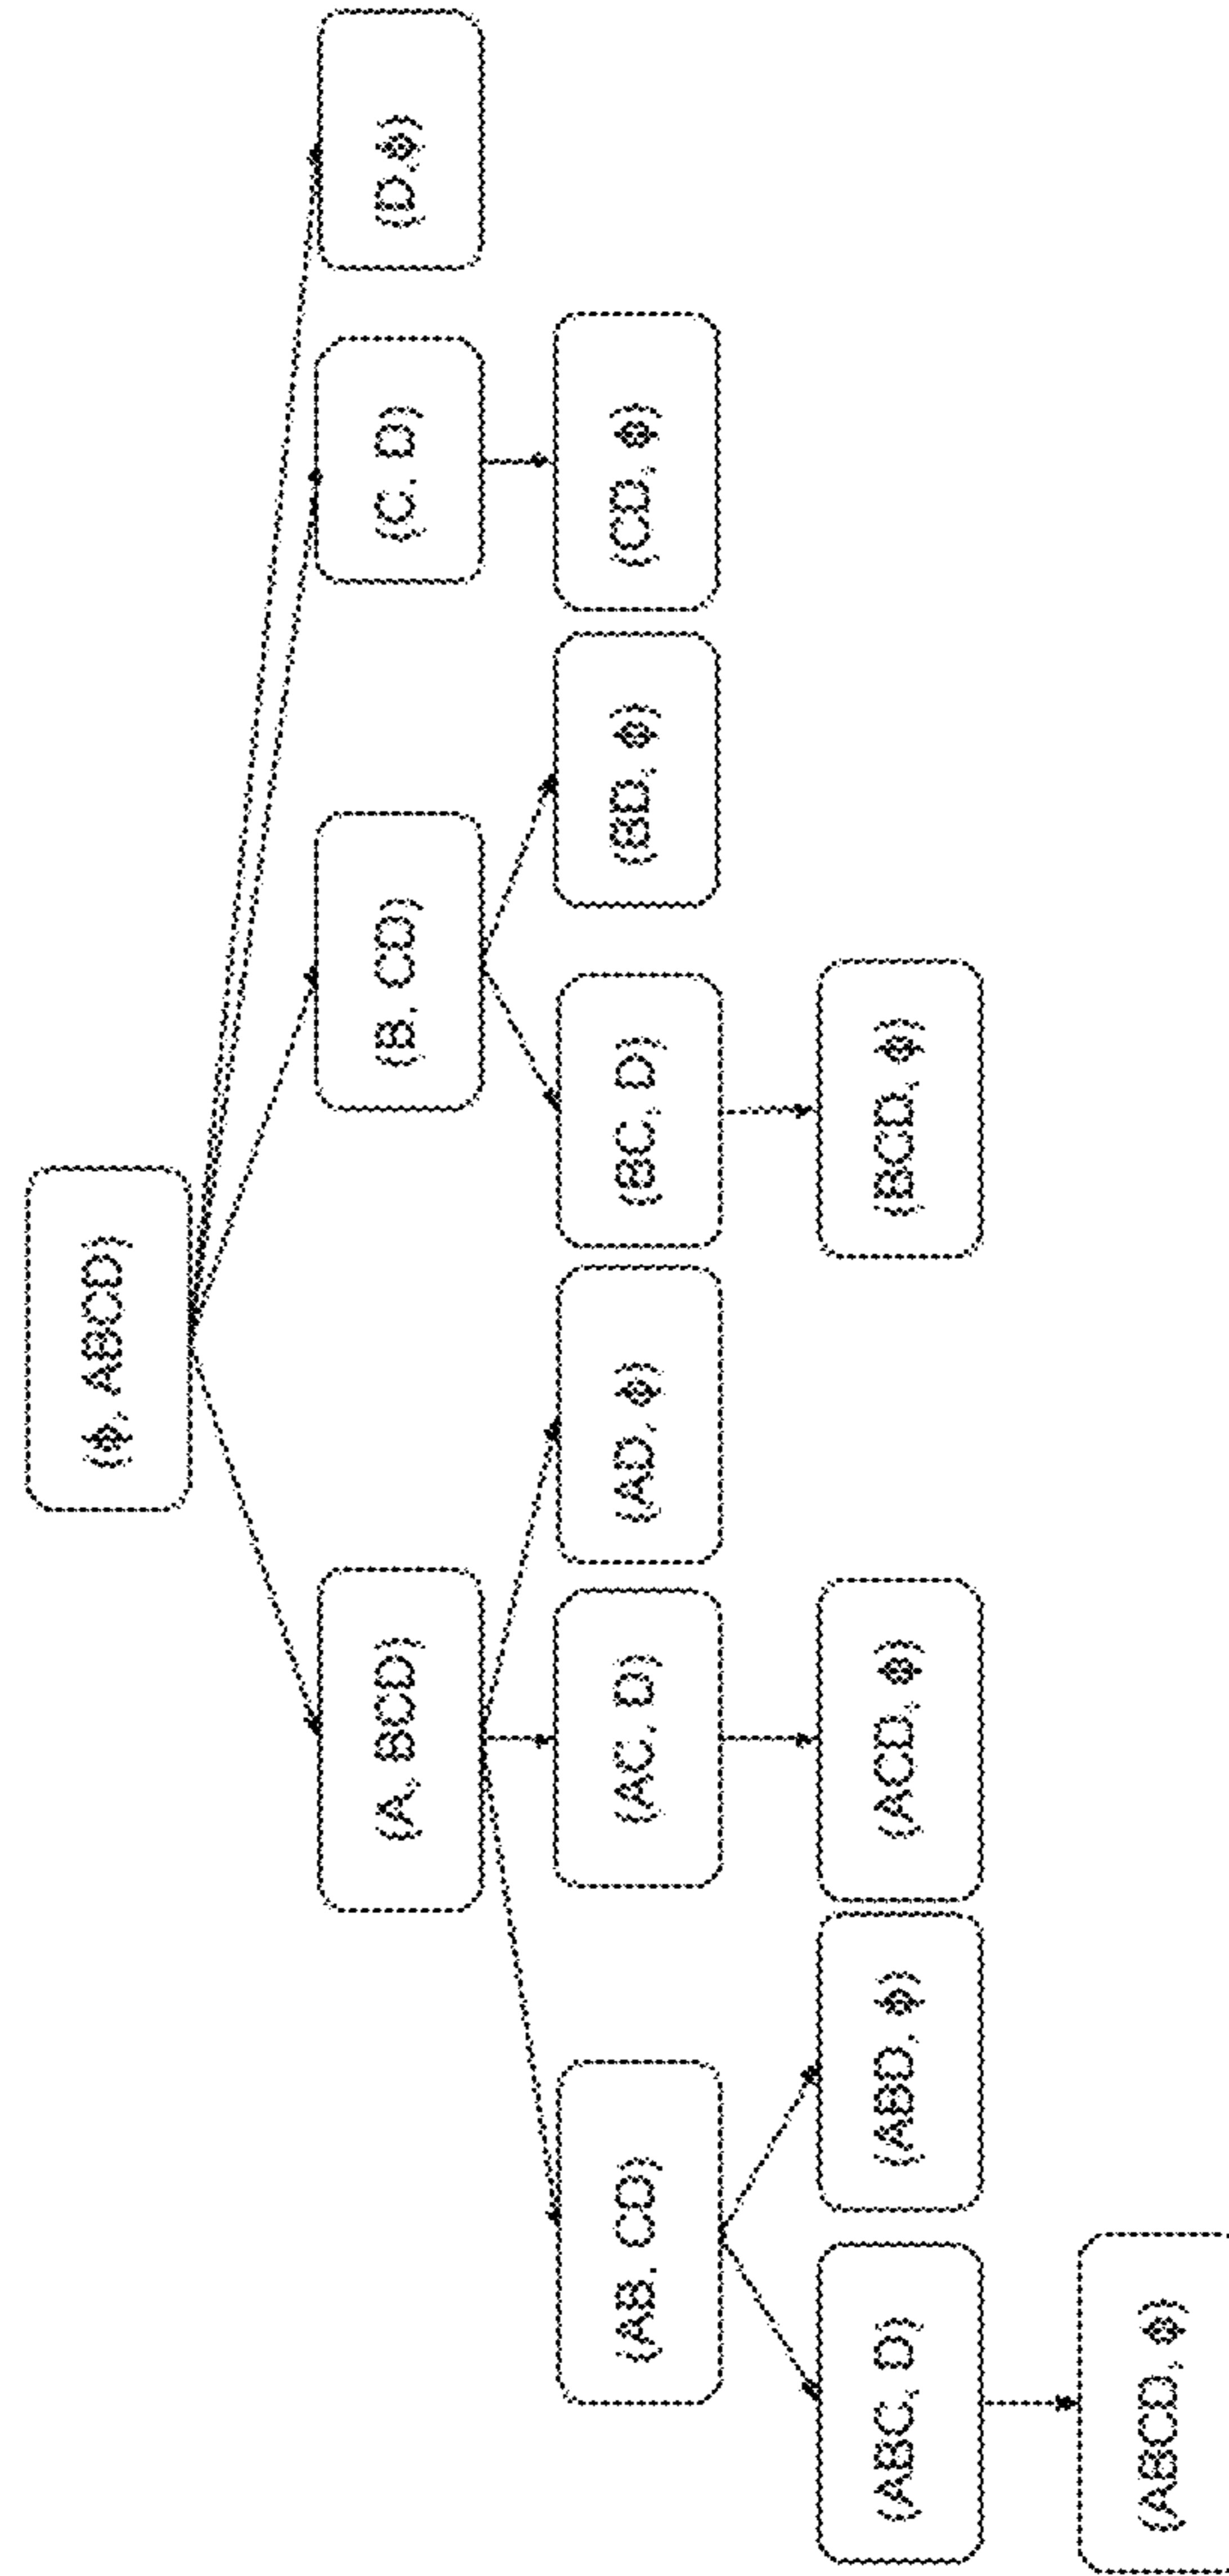 (ϕ, ABCD)
(A, BCD)
(B, CD)
(C, D)
(D,ϕ)
(AB, CD)
(AC, D)
(AD, ϕ)
(BC, D)
(BD, ϕ)
(CD, ϕ)
(ABC, D)
(ABD, ϕ)
(ACD, ϕ)
(BCD, ϕ)
(ABCD, ϕ)